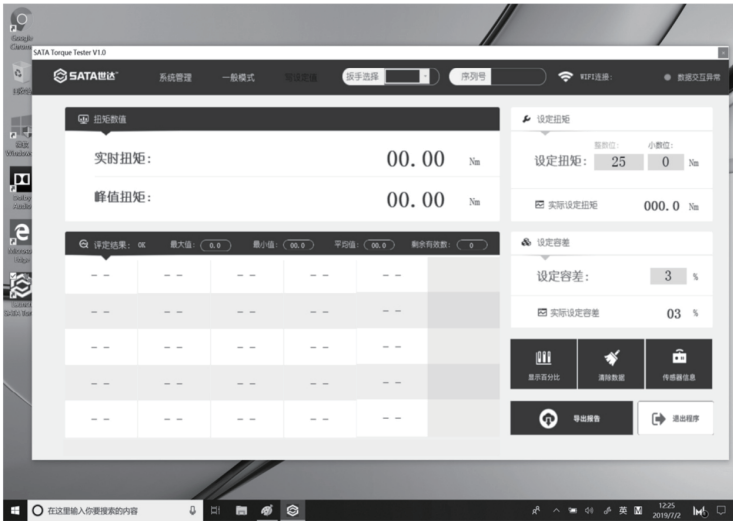 Google
SATA Torque Tester V1.0
SATA世达
系统管理
一般模式
扳手选择
序列号
WIFI连接:
数据交互异常
扭矩数值
实时扭矩:
00.00
Nm
峰值扭矩:
00.00
Nm
设定扭矩
整数位:
小数位:
设定扭矩:
25
0
Nm
实际设定扭矩
000.0
Nm
评定结果: OK
最大值: 0.0
最小值: 00.0
平均值: 00.0
剩余有效数: 0
-- -- -- -- --
-- -- -- -- --
-- -- -- -- --
-- -- -- -- --
-- -- -- -- --
设定容差
设定容差:
3
%
实际设定容差
03
%
显示百分比
清除数据
传感器信息
导出报告
退出程序
在这里输入你要搜索的内容
英
M
12:25
2019/7/2